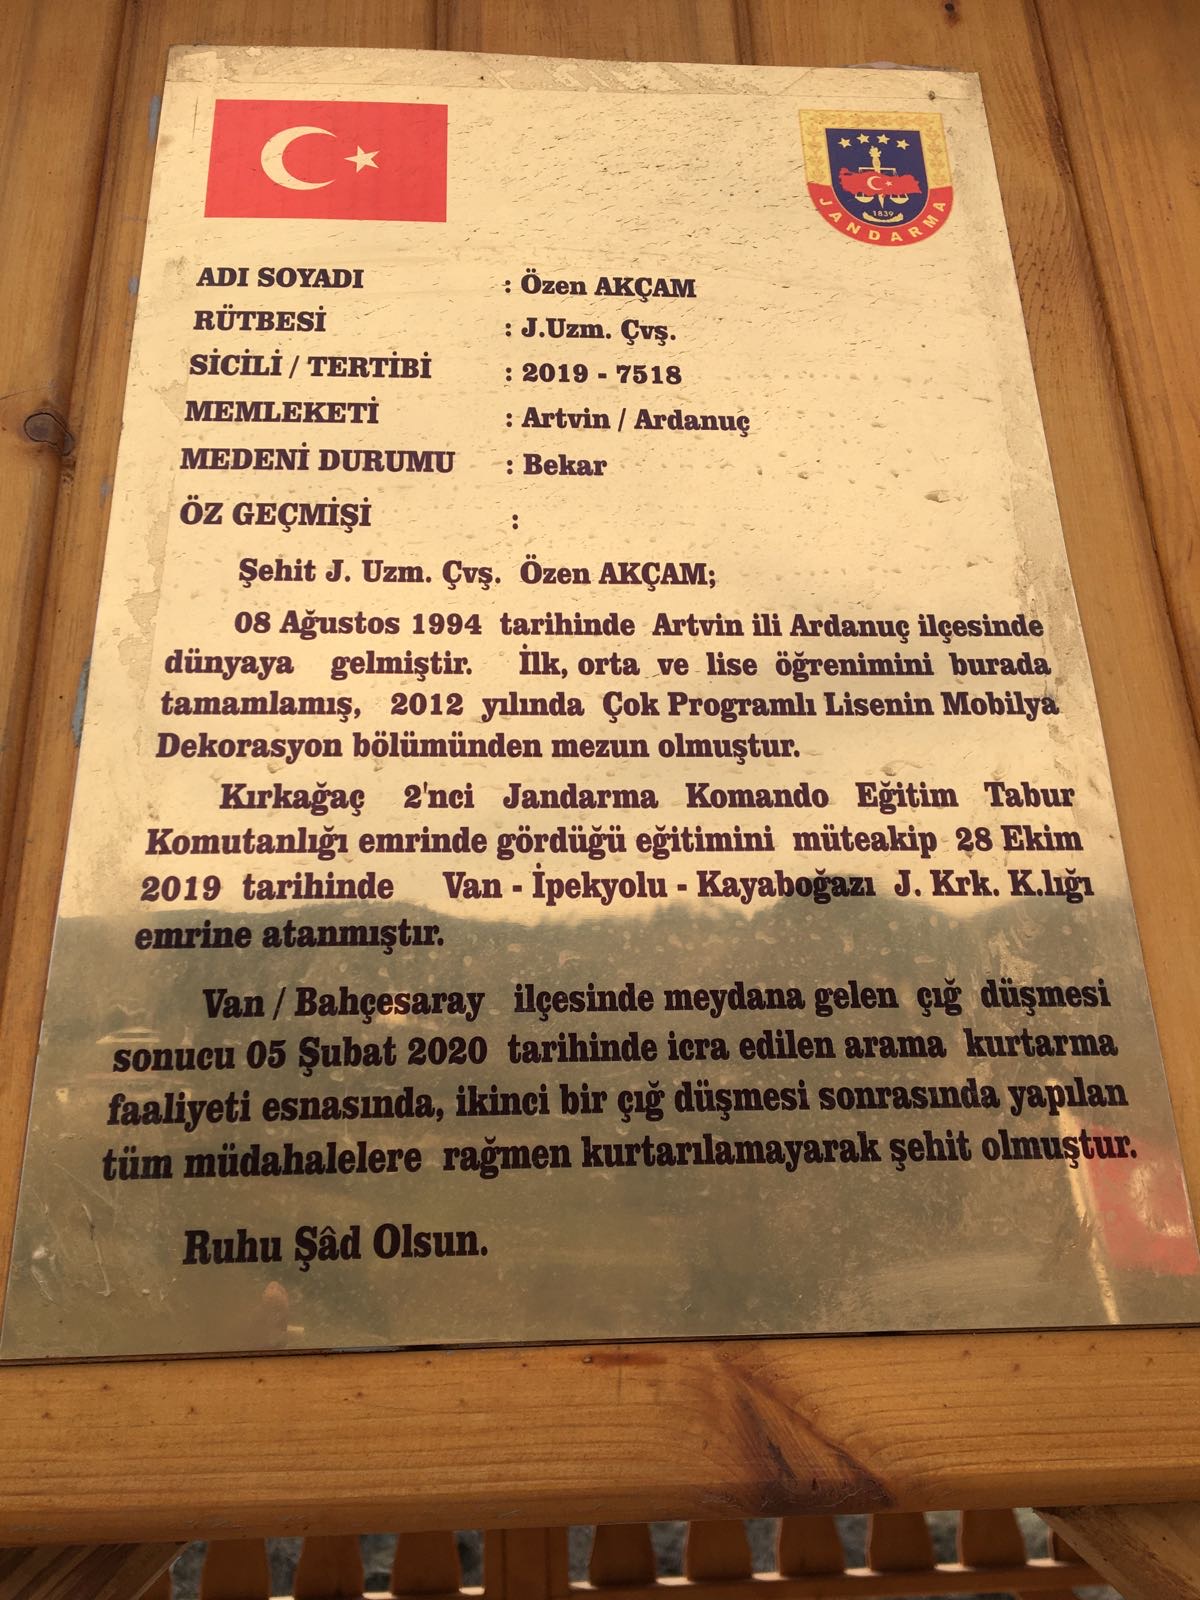 JANDARMA
1839
ADI SOYADI : Özen AKÇAM
RÜTBESİ : J.Uzm. Çvş.
SİCİLİ / TERTİBİ : 2019 - 7518
MEMLEKETİ : Artvin / Ardanuç
MEDENİ DURUMU : Bekar
ÖZ GEÇMİŞİ :
Şehit J. Uzm. Çvş. Özen AKÇAM;
08 Ağustos 1994 tarihinde Artvin ili Ardanuç ilçesinde
dünyaya gelmiştir. İlk, orta ve lise öğrenimini burada
tamamlamış, 2012 yılında Çok Programlı Lisenin Mobilya
Dekorasyon bölümünden mezun olmuştur.
Kırkağaç 2'nci Jandarma Komando Eğitim Tabur
Komutanlığı emrinde gördüğü eğitimini müteakip 28 Ekim
2019 tarihinde Van - İpekyolu - Kayaboğazı J. Krk. K.lığı
emrine atanmıştır.
Van / Bahçesaray ilçesinde meydana gelen çığ düşmesi
sonucu 05 Şubat 2020 tarihinde icra edilen arama kurtarma
faaliyeti esnasında, ikinci bir çığ düşmesi sonrasında yapılan
tüm müdahalelere rağmen kurtarılamayarak şehit olmuştur.
Ruhu Şâd Olsun.